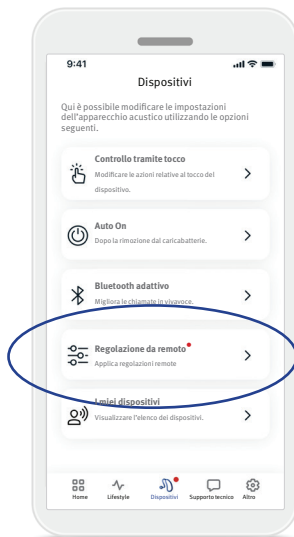 9:41
Dispositivi
Qui è possibile modificare le impostazioni
dell'apparecchio acustico utilizzando le opzioni
seguenti.
Controllo tramite tocco
Modificare le azioni relative al tocco del
dispositivo.
Auto On
Dopo la rimozione dal caricabatterie.
Bluetooth adattivo
Migliora le chiamate in vivavoce.
Regolazione da remoto
Applica regolazioni remote
I miei dispositivi
Visualizzare l'elenco dei dispositivi.
Home Lifestyle Dispositivi Supporto tecnico Altro